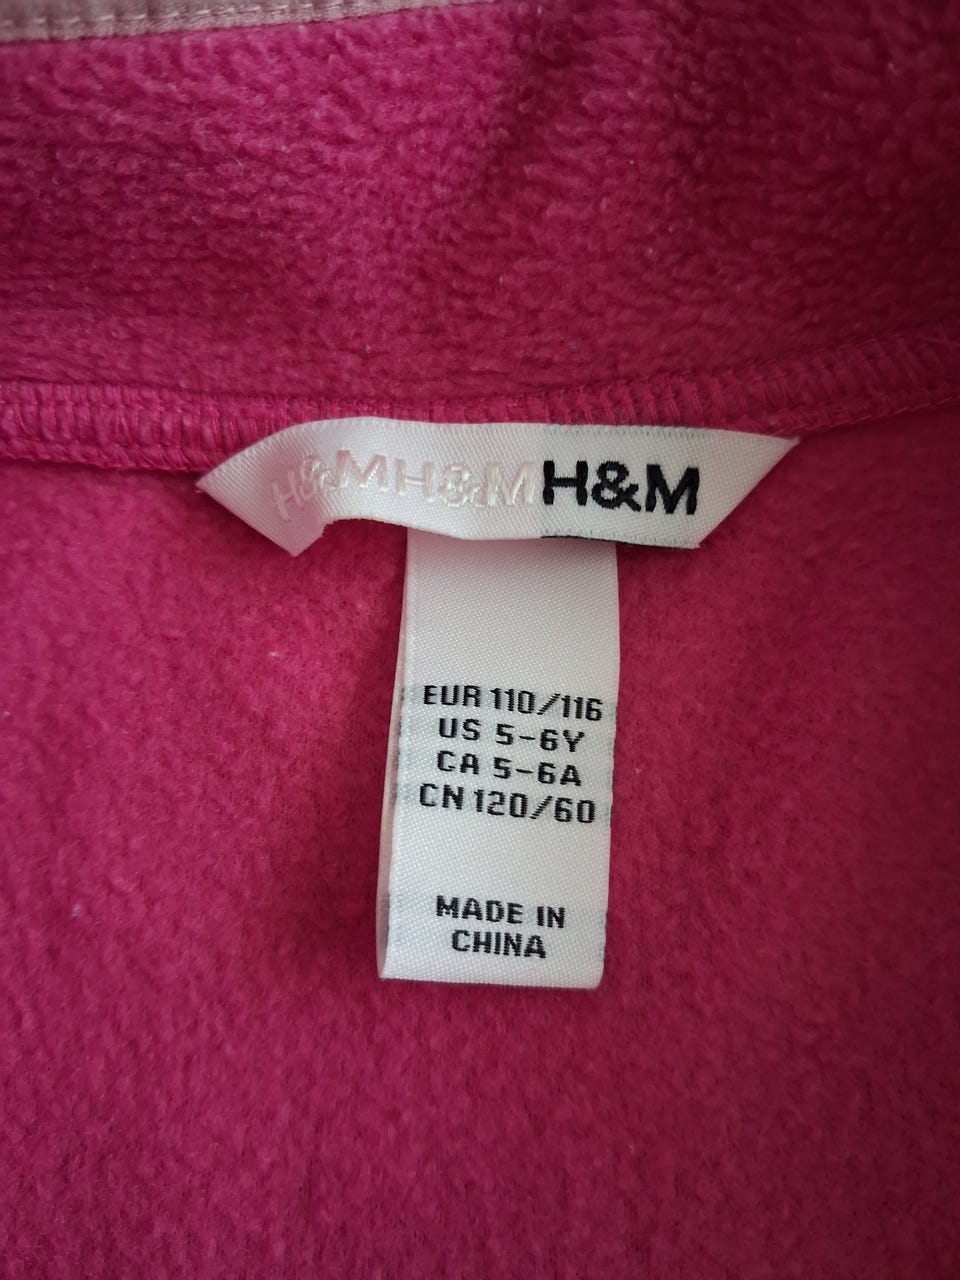 H&MH&MH&M
EUR 110/116
US 5-6Y
CA 5-6A
CN 120/60
MADE IN
CHINA